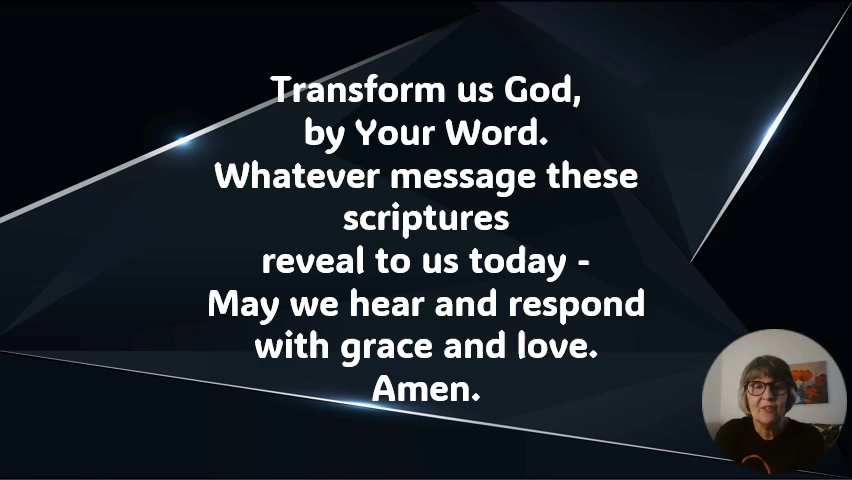 Transform us God,
by Your Word.
Whatever message these
scriptures
reveal to us today -
May we hear and respond
with grace and love.
Amen.